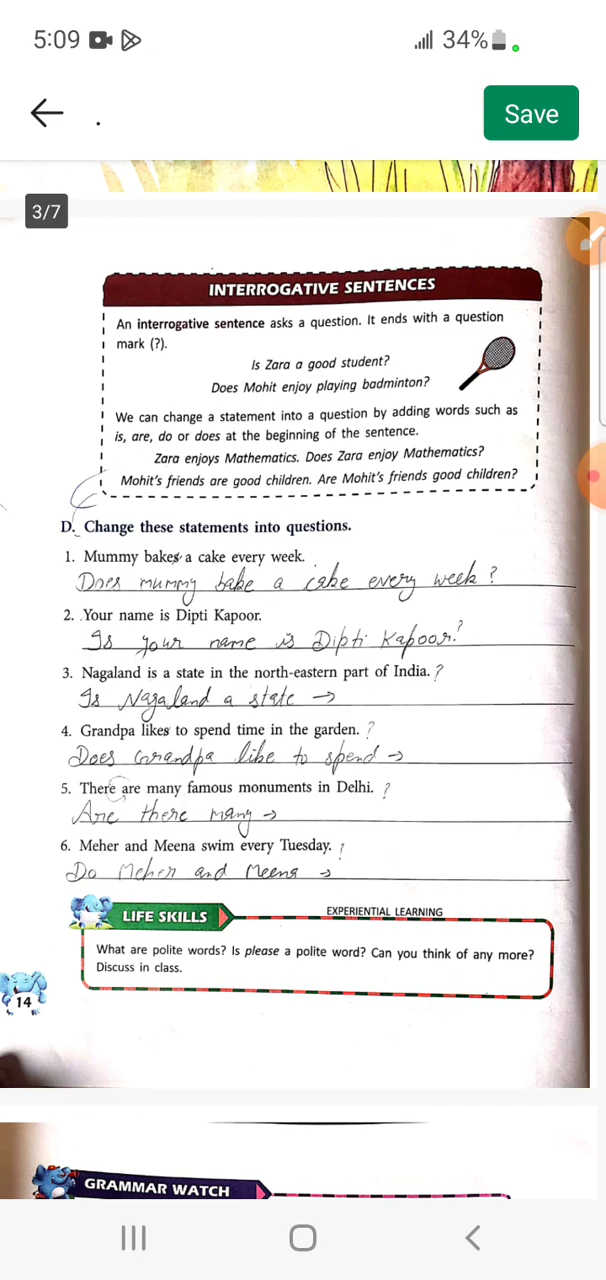 5:09
34%
.
Save
3/7
INTERROGATIVE SENTENCES
An interrogative sentence asks a question. It ends with a question
mark (?).
Is Zara a good student?
Does Mohit enjoy playing badminton?
We can change a statement into a question by adding words such as
is, are, do or does at the beginning of the sentence.
Zara enjoys Mathematics. Does Zara enjoy Mathematics?
Mohit's friends are good children. Are Mohit's friends good children?
D. Change these statements into questions.
1. Mummy bakes a cake every week.
Does mummy bake a cake every week?
2. Your name is Dipti Kapoor.
Is your name is Dipti Kapoor?
3. Nagaland is a state in the north-eastern part of India. ?
Is Nagaland a state →
4. Grandpa likes to spend time in the garden. ?
Does Grandpa like to spend →
5. There are many famous monuments in Delhi. ?
Are there many →
6. Meher and Meena swim every Tuesday. ?
Do Meher and Meena →
LIFE SKILLS
EXPERIENTIAL LEARNING
What are polite words? Is please a polite word? Can you think of any more?
Discuss in class.
14
GRAMMAR WATCH